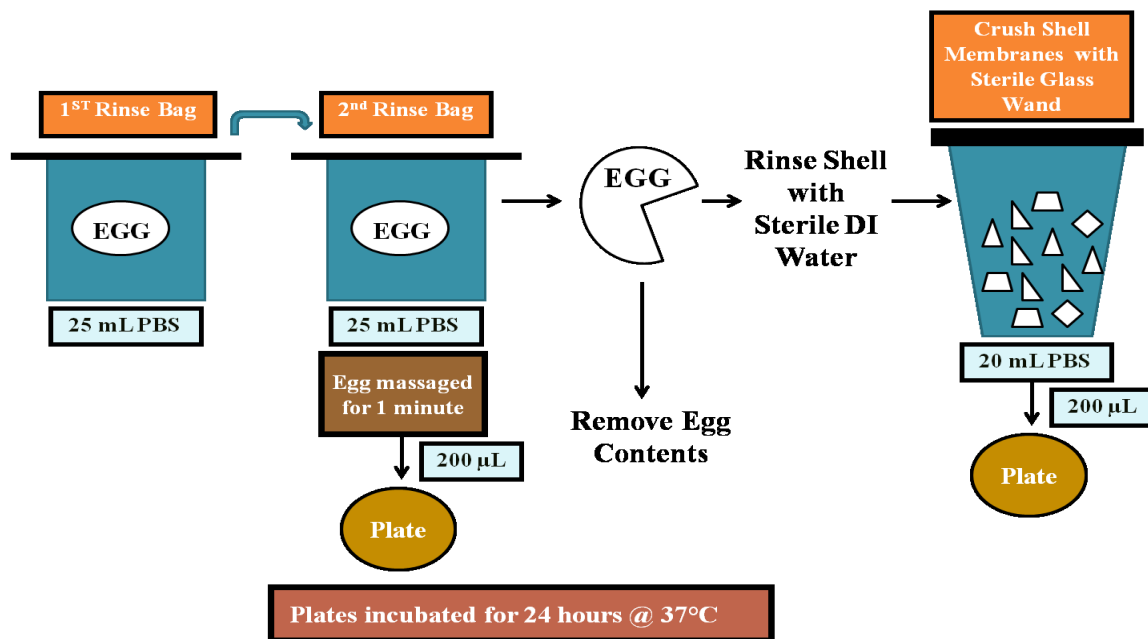 1ST Rinse Bag
EGG
25 mL PBS
2nd Rinse Bag
EGG
25 mL PBS
Egg massaged
for 1 minute
200 µL
Plate
EGG
Remove Egg
Contents
Rinse Shell
with
Sterile DI
Water
Crush Shell
Membranes with
Sterile Glass
Wand
20 mL PBS
200 µL
Plate
Plates incubated for 24 hours @ 37°C